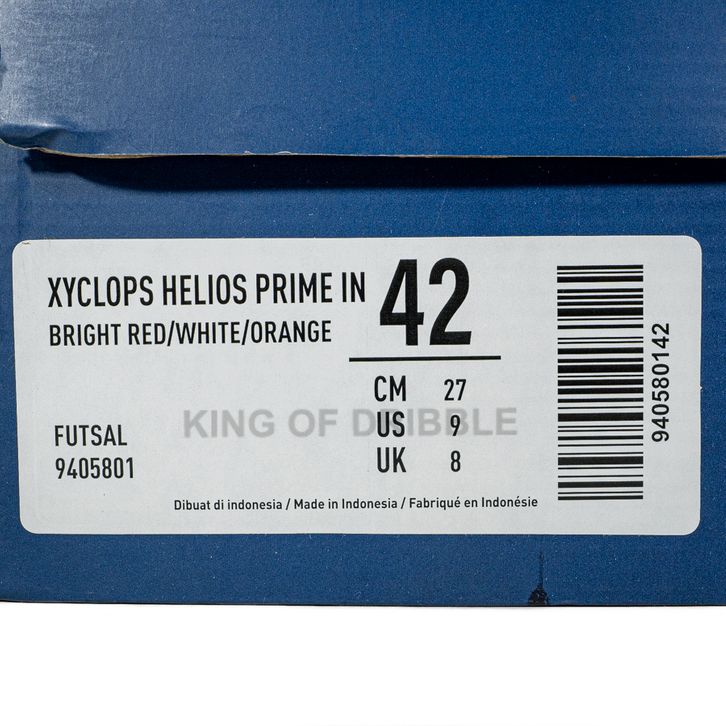 XYCLOPS HELIOS PRIME IN
42
BRIGHT RED/WHITE/ORANGE
CM 27
US 9
UK 8
KING OF DRIBBLE
FUTSAL
9405801
Dibuat di indonesia / Made in Indonesia / Fabriqué en Indonésie
940580142